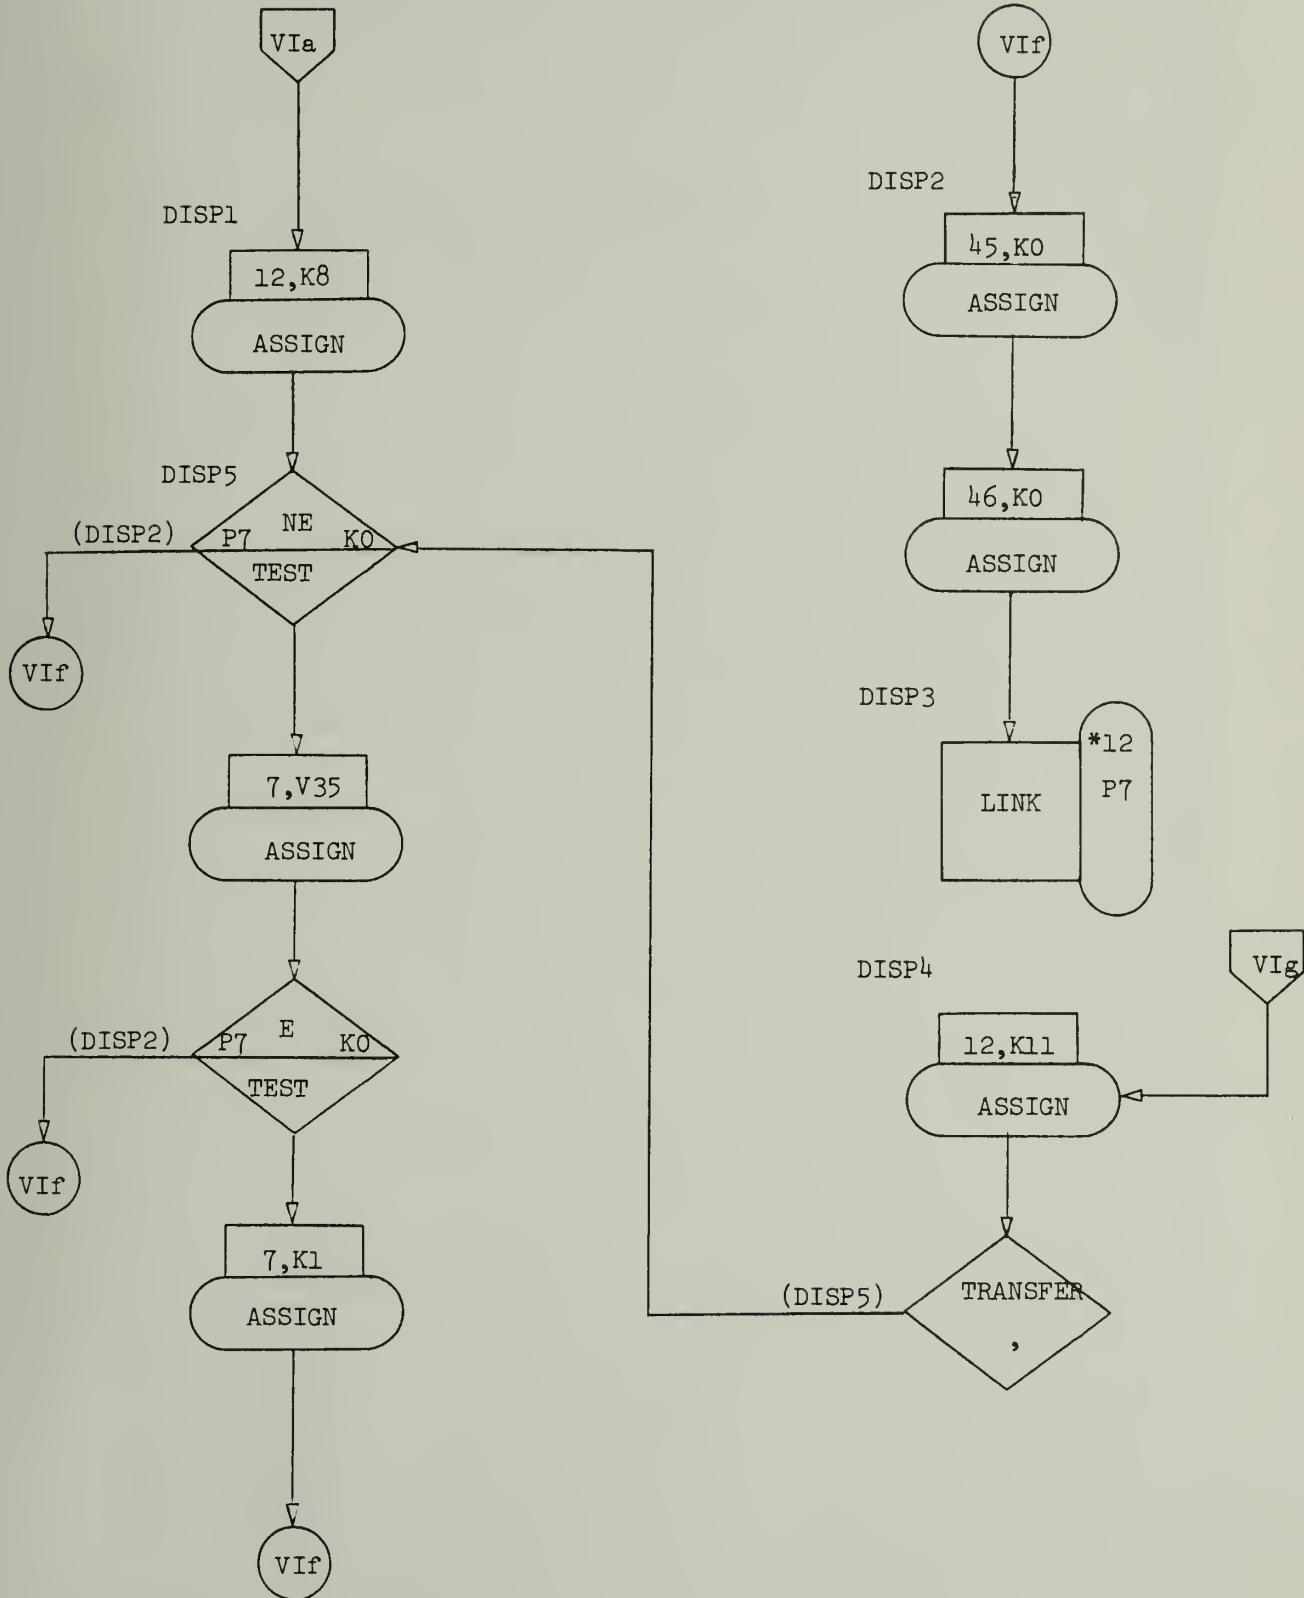 VIa
DISP1
12,K8
ASSIGN
DISP5
NE
(DISP2)
P7
K0
TEST
VIf
7,V35
ASSIGN
E
(DISP2)
P7
K0
TEST
VIf
7,K1
ASSIGN
VIf
VIf
DISP2
45,K0
ASSIGN
46,K0
ASSIGN
DISP3
LINK
*12
P7
VIg
DISP4
12,K11
ASSIGN
(DISP5)
TRANSFER
,